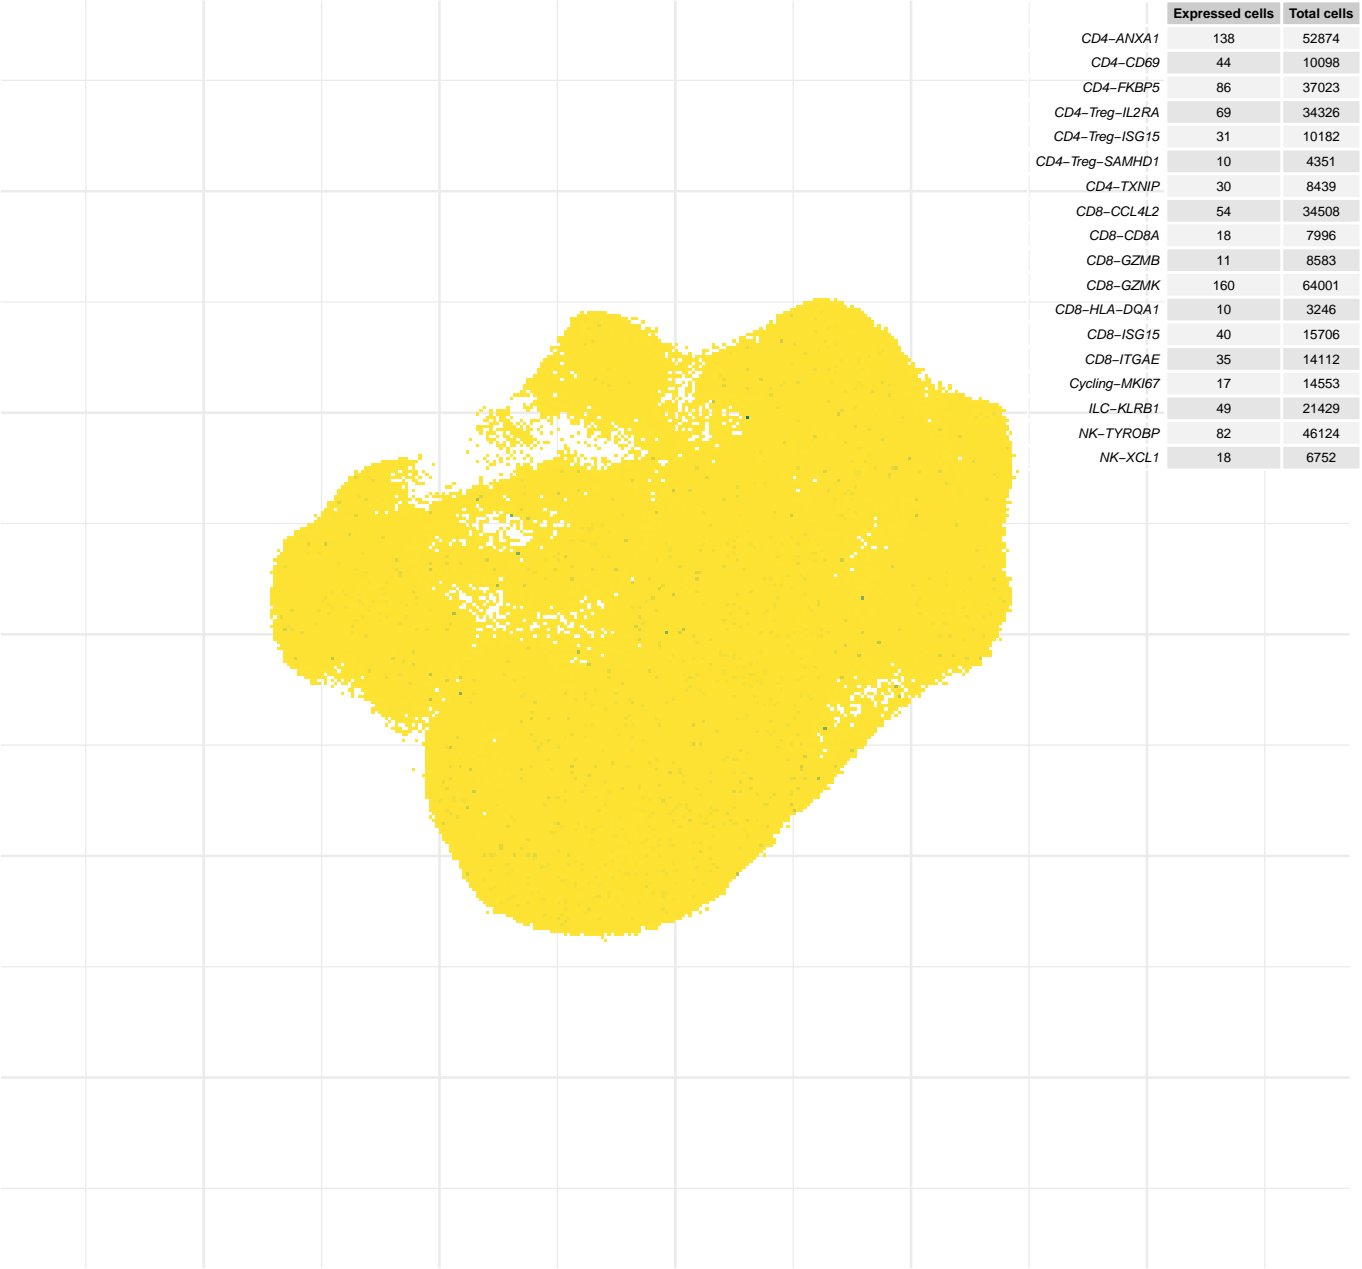 Expressed cells Total cells
CD4−ANXA1 138 52874
CD4−CD69 44 10098
CD4−FKBP5 86 37023
CD4−Treg−IL2RA 69 34326
CD4−Treg−ISG15 31 10182
CD4−Treg−SAMHD1 10 4351
CD4−TXNIP 30 8439
CD8−CCL4L2 54 34508
CD8−CD8A 18 7996
CD8−GZMB 11 8583
CD8−GZMK 160 64001
CD8−HLA−DQA1 10 3246
CD8−ISG15 40 15706
CD8−ITGAE 35 14112
Cycling−MKI67 17 14553
ILC−KLRB1 49 21429
NK−TYROBP 82 46124
NK−XCL1 18 6752